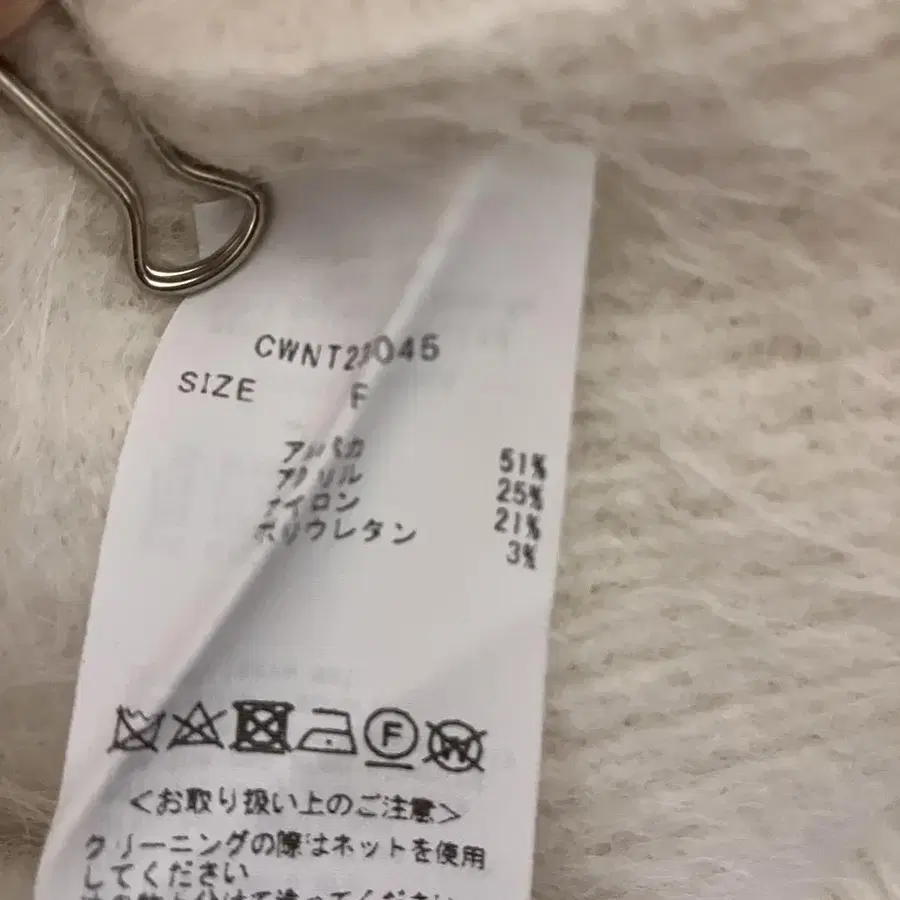 CWNT23045
SIZE F
アルパカ 51%
アクリル 25%
ナイロン 21%
ポリウレタン 3%
F
W
<お取り扱い上のご注意>
クリーニングの際はネットを使用
してください